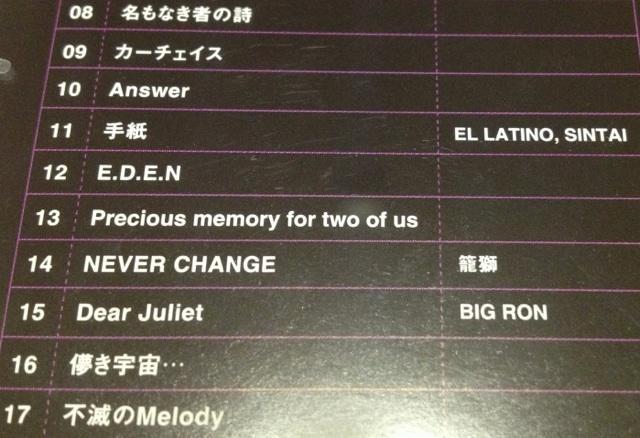 08 名もなき者の詩
09 カーチェイス
10 Answer
11 手紙 EL LATINO, SINTAI
12 E.D.E.N
13 Precious memory for two of us
14 NEVER CHANGE 籠獅
15 Dear Juliet BIG RON
16 儚き宇宙…
17 不滅のMelody